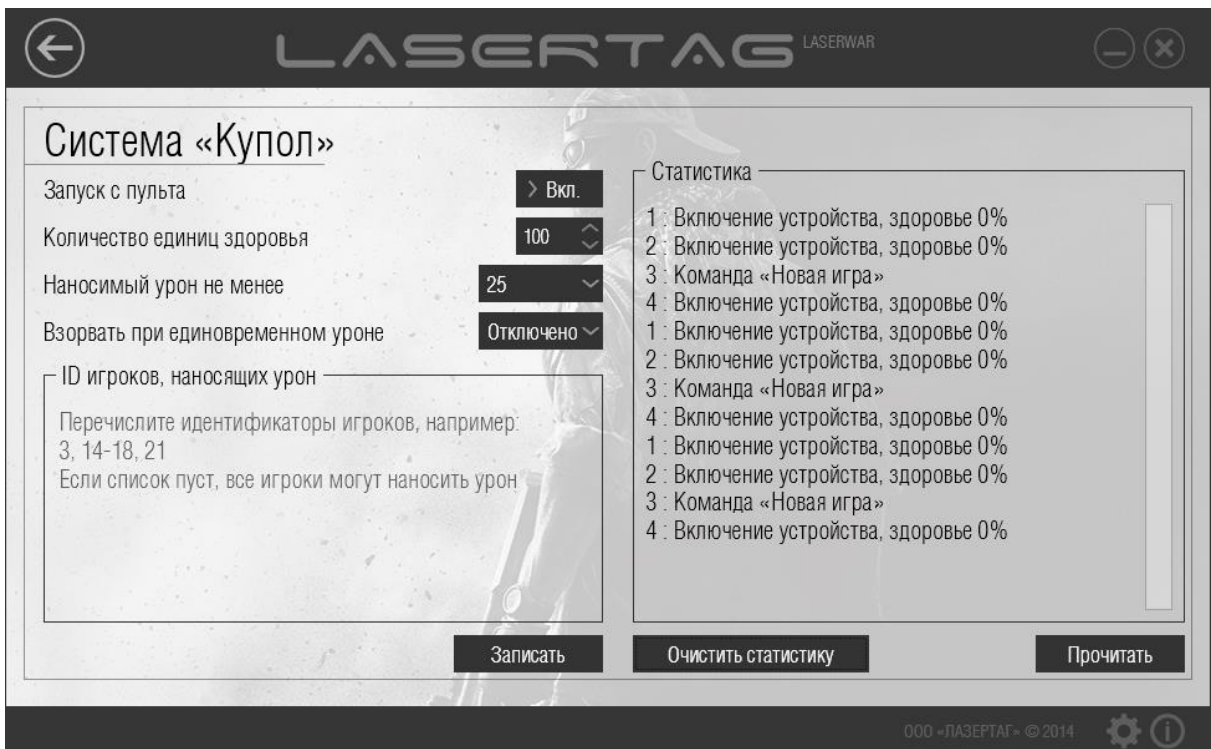 LASERTAG LASERWAR
Система «Купол»
Запуск с пульта
> Вкл.
Количество единиц здоровья
100
Наносимый урон не менее
25
Взорвать при единовременном уроне
Отключено
ID игроков, наносящих урон
Перечислите идентификаторы игроков, например:
3, 14-18, 21
Если список пуст, все игроки могут наносить урон
Записать
Статистика
1 : Включение устройства, здоровье 0%
2 : Включение устройства, здоровье 0%
3 : Команда «Новая игра»
4 : Включение устройства, здоровье 0%
1 : Включение устройства, здоровье 0%
2 : Включение устройства, здоровье 0%
3 : Команда «Новая игра»
4 : Включение устройства, здоровье 0%
1 : Включение устройства, здоровье 0%
2 : Включение устройства, здоровье 0%
3 : Команда «Новая игра»
4 : Включение устройства, здоровье 0%
Очистить статистику
Прочитать
ООО «ЛАЗЕРТАГ» © 2014